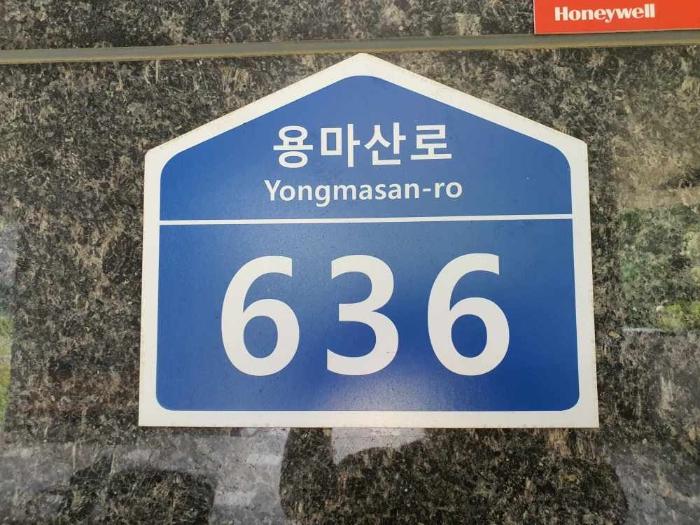 Honeywell
용마산로
Yongmasan-ro
636